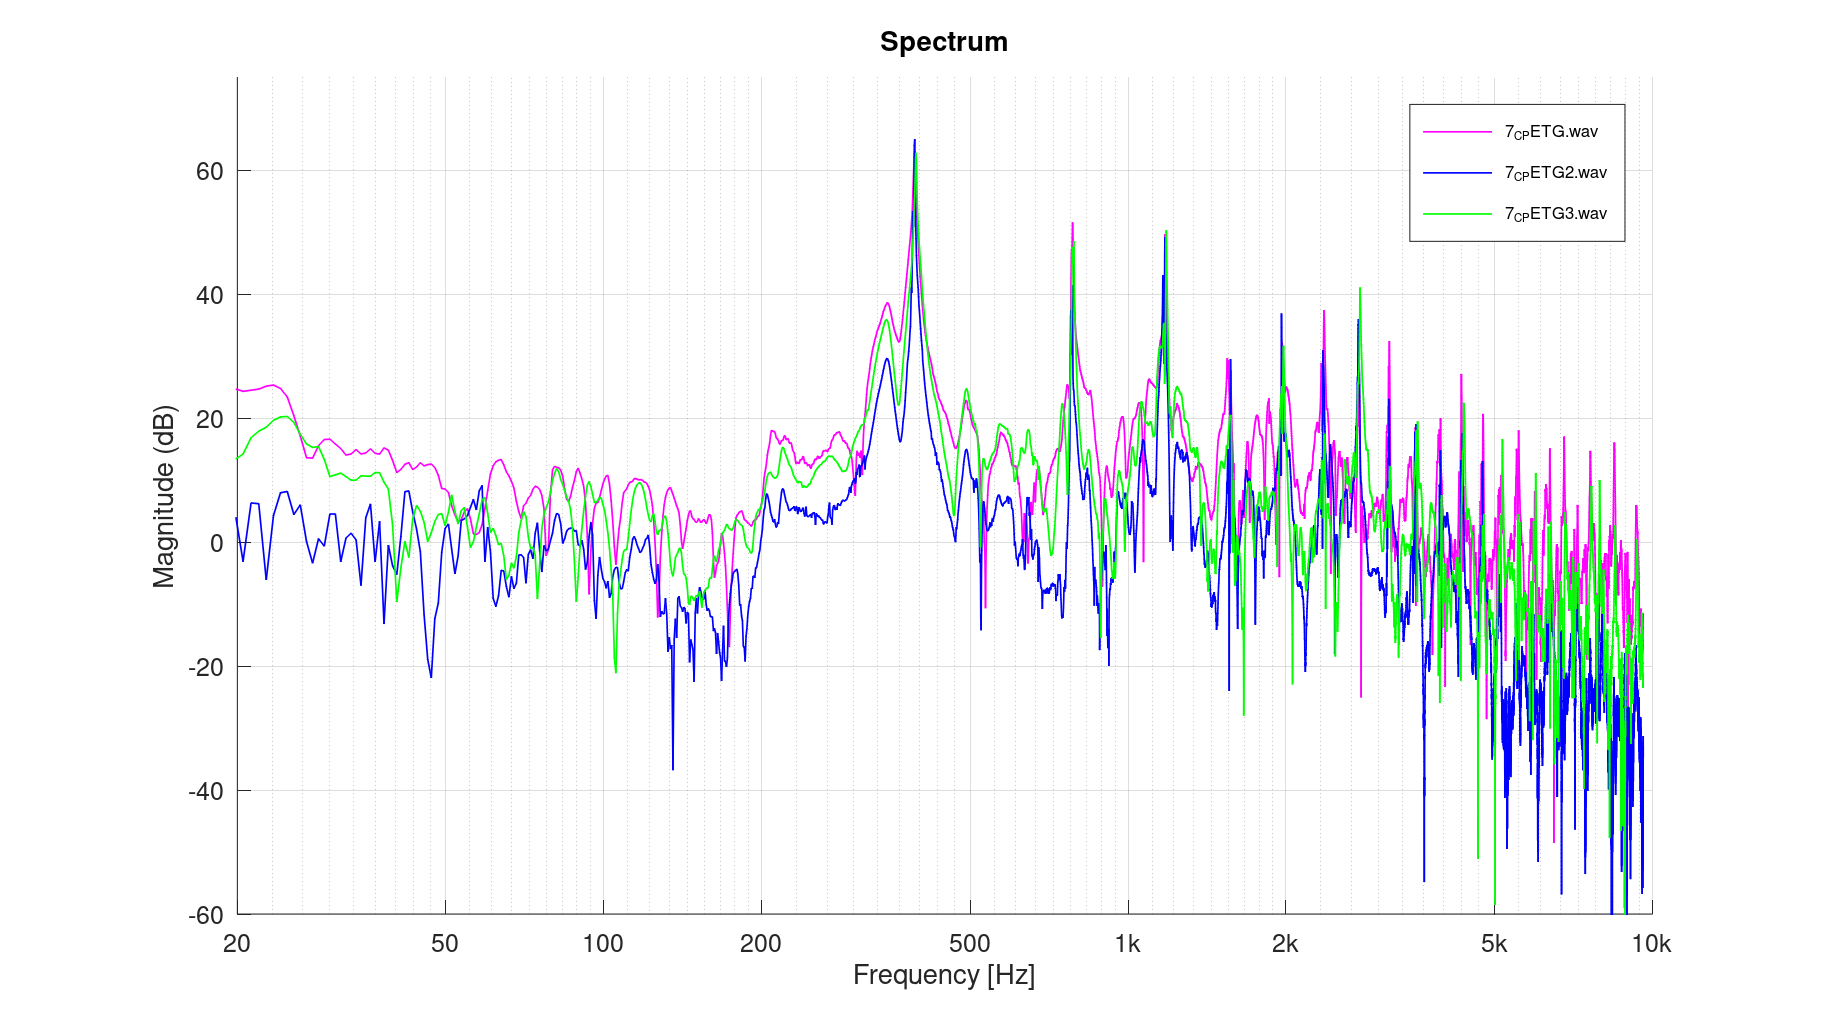 Spectrum
7CPETG.wav
7CPETG2.wav
7CPETG3.wav
Magnitude (dB)
60
40
20
0
-20
-40
-60
20 50 100 200 500 1k 2k 5k 10k
Frequency [Hz]